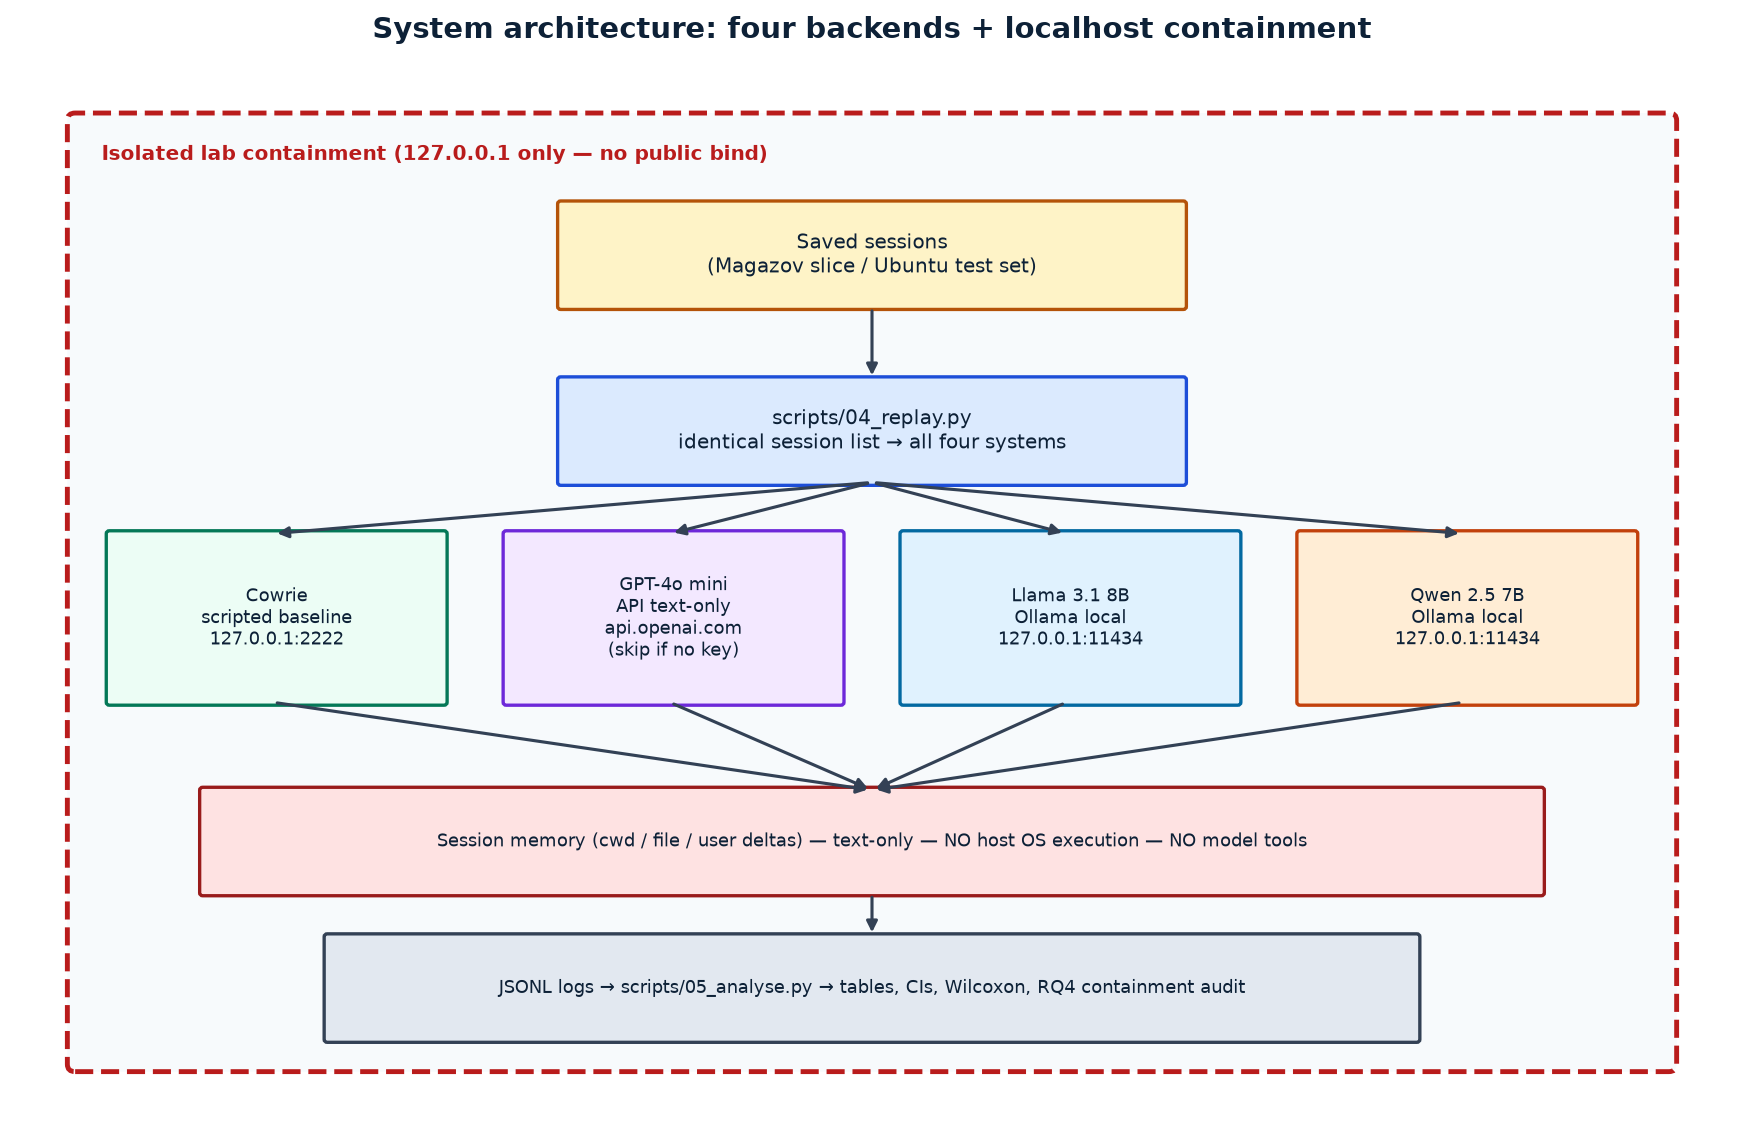 System architecture: four backends + localhost containment
Isolated lab containment (127.0.0.1 only — no public bind)
Saved sessions
(Magazov slice / Ubuntu test set)
scripts/04_replay.py
identical session list → all four systems
Cowrie
scripted baseline
127.0.0.1:2222
GPT-4o mini
API text-only
api.openai.com
(skip if no key)
Llama 3.1 8B
Ollama local
127.0.0.1:11434
Qwen 2.5 7B
Ollama local
127.0.0.1:11434
Session memory (cwd / file / user deltas) — text-only — NO host OS execution — NO model tools
JSONL logs → scripts/05_analyse.py → tables, CIs, Wilcoxon, RQ4 containment audit